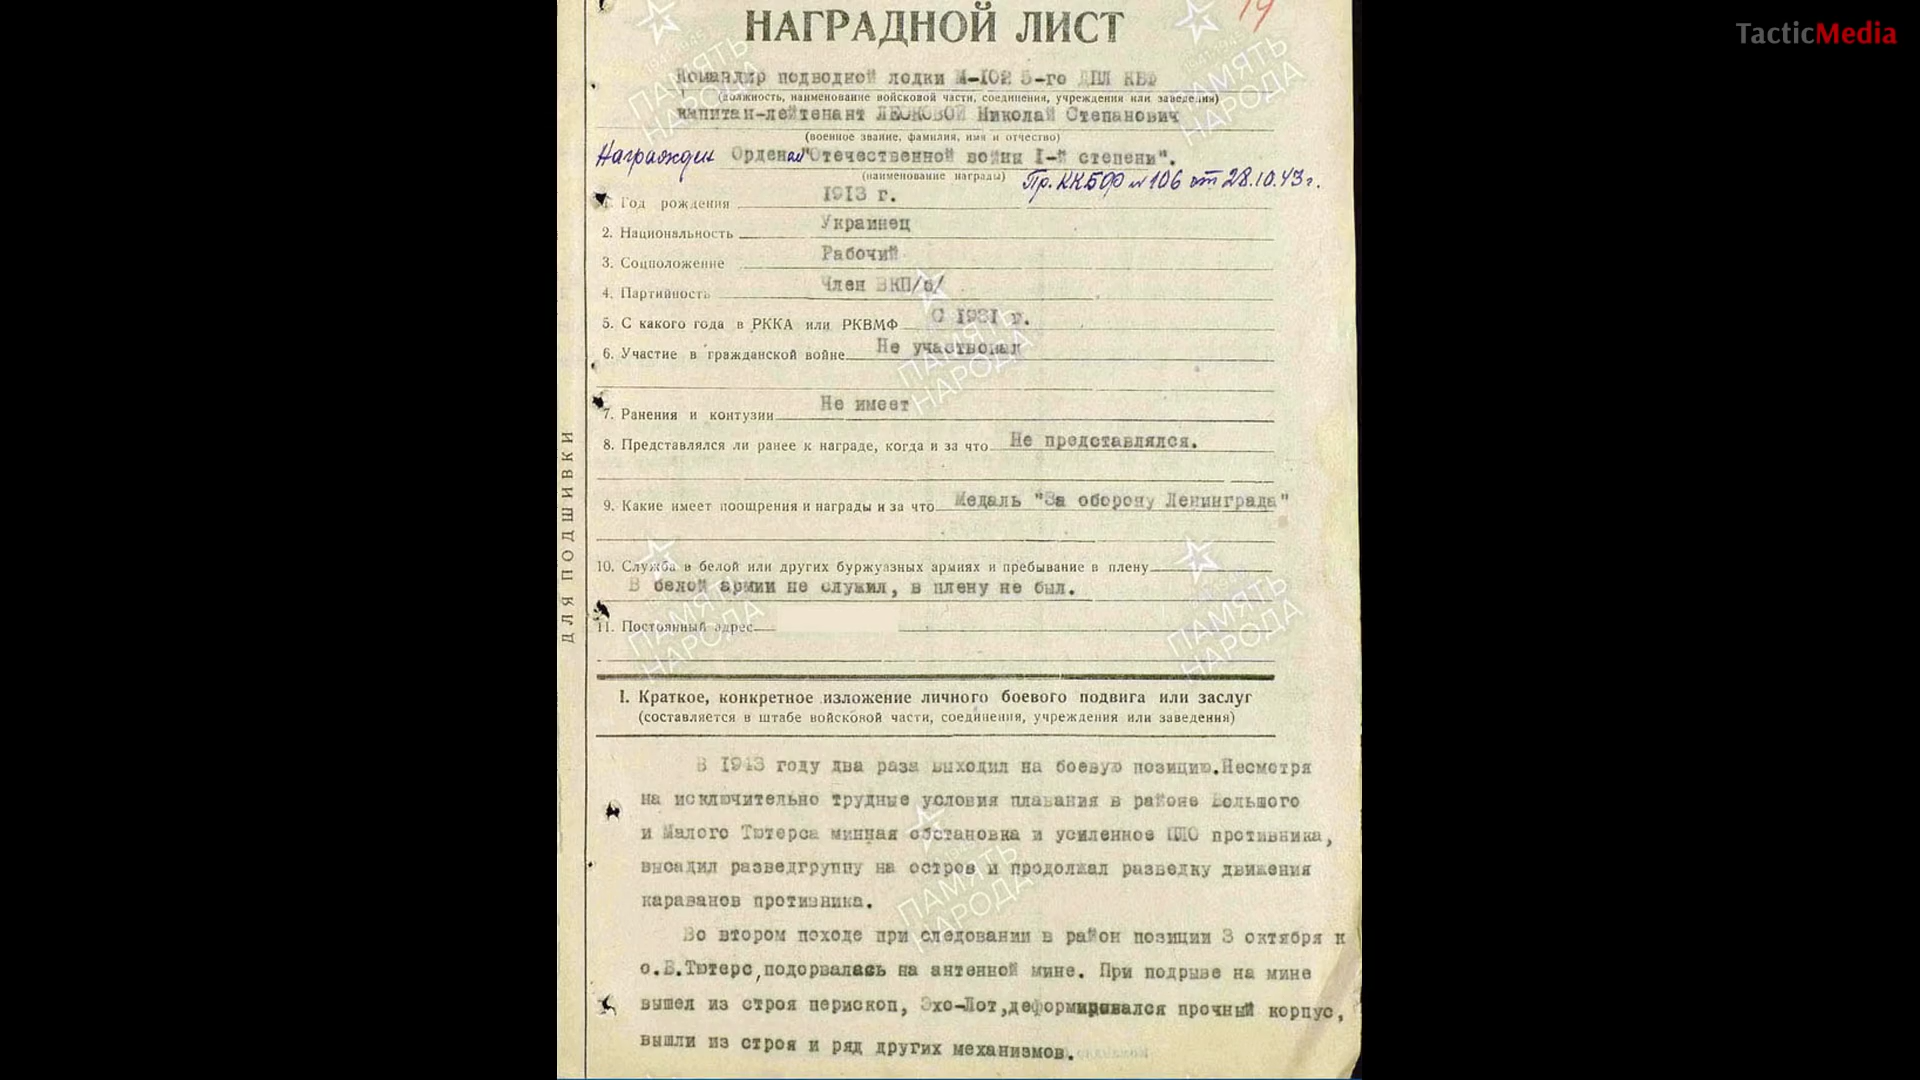 TacticMedia
14
НАГРАДНОЙ ЛИСТ
Командир подводной лодки М-102 5-го ДПЛ КБФ
(должность, наименование войсковой части, соединения, учреждения или заведения)
капитан-лейтенант ЛЕОНОВОЙ Николай Степанович
(военное звание, фамилия, имя и отчество)
Награжден Орденом "Отечественной войны I-й степени".
(наименование награды) Пр. ККБФ № 106 от 28.10.43 г.
1. Год рождения 1913 г.
2. Национальность Украинец
3. Соцположение Рабочий
4. Партийность Член ВКП/б/
5. С какого года в РККА или РКВМФ С 1931 г.
6. Участие в гражданской войне Не участвовал
7. Ранения и контузии Не имеет
8. Представлялся ли ранее к награде, когда и за что Не представлялся.
9. Какие имеет поощрения и награды и за что Медаль "За оборону Ленинграда"
10. Служба в белой или других буржуазных армиях и пребывание в плену
В белой армии не служил, в плену не был.
11. Постоянный адрес
ДЛЯ ПОДШИВКИ
I. Краткое, конкретное изложение личного боевого подвига или заслуг
(составляется в штабе войсковой части, соединения, учреждения или заведения)
В 1943 году два раза выходил на боевую позицию.Несмотря
на исключительно трудные условия плавания в районе Большого
и Малого Тютерса минная обстановка и усиленное ПЛО противника,
высадил разведгруппу на остров и продолжал разведку движения
караванов противника.
Во втором походе при следовании в район позиции 3 октября к
о.Б.Тютерс,подорвалась на антенной мине. При подрыве на мине
вышел из строя перископ, Эхо-Лот,деформировался прочный корпус,
вышли из строя и ряд других механизмов.
ПАМЯТЬ НАРОДА
1941-1945